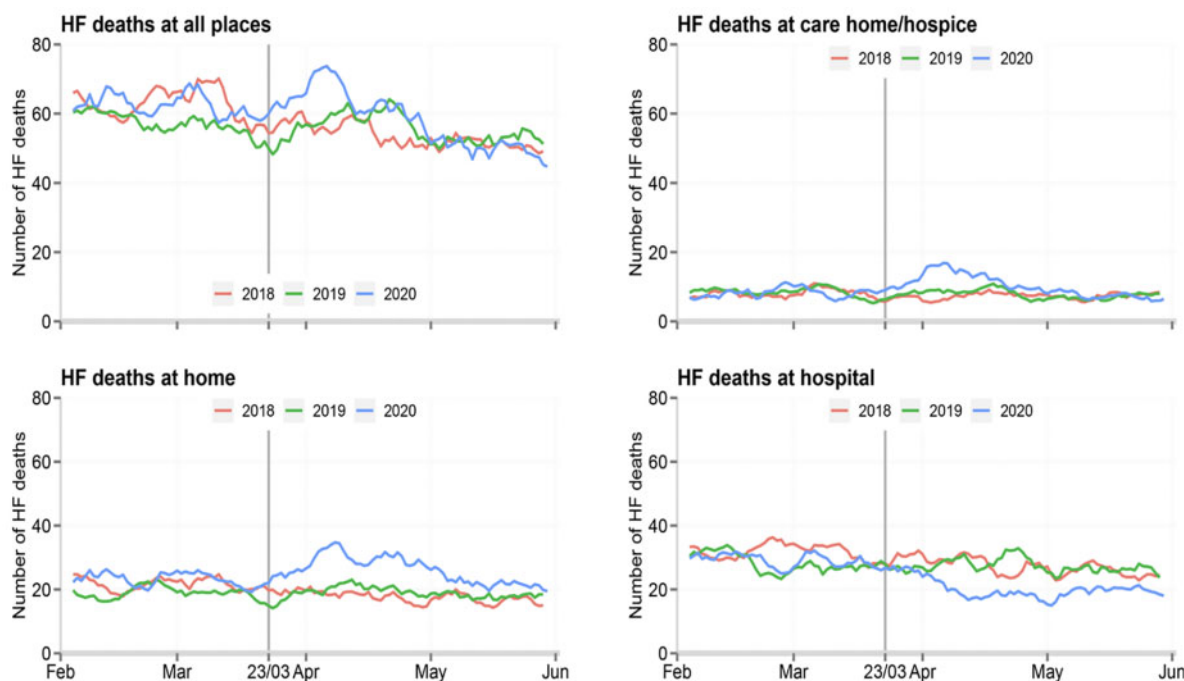 HF deaths at all places
Number of HF deaths
80
60
40
20
0
2018 2019 2020
HF deaths at care home/hospice
Number of HF deaths
80
60
40
20
0
2018 2019 2020
HF deaths at home
Number of HF deaths
80
60
40
20
0
2018 2019 2020
Feb Mar 23/03 Apr May Jun
HF deaths at hospital
Number of HF deaths
80
60
40
20
0
2018 2019 2020
Feb Mar 23/03 Apr May Jun